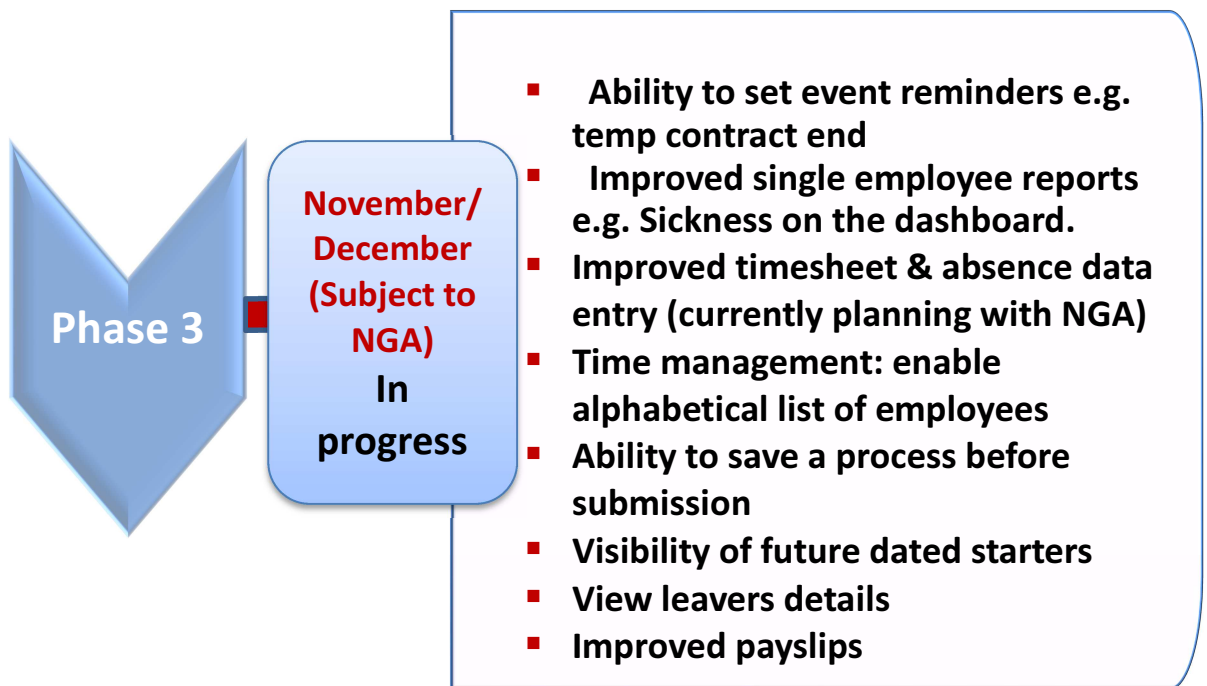 Phase 3
November/
December
(Subject to
NGA)
In
progress
▪ Ability to set event reminders e.g.
temp contract end
▪ Improved single employee reports
e.g. Sickness on the dashboard.
▪ Improved timesheet & absence data
entry (currently planning with NGA)
▪ Time management: enable
alphabetical list of employees
▪ Ability to save a process before
submission
▪ Visibility of future dated starters
▪ View leavers details
▪ Improved payslips